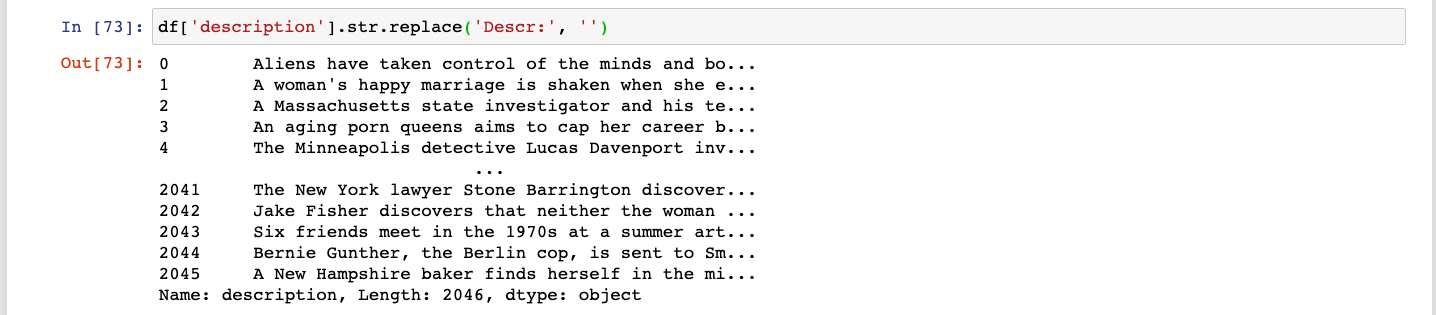 In [73]: df['description'].str.replace('Descr:', '')
Out[73]: 0        Aliens have taken control of the minds and bo...
1        A woman's happy marriage is shaken when she e...
2        A Massachusetts state investigator and his te...
3        An aging porn queens aims to cap her career b...
4        The Minneapolis detective Lucas Davenport inv...
...
2041     The New York lawyer Stone Barrington discover...
2042     Jake Fisher discovers that neither the woman ...
2043     Six friends meet in the 1970s at a summer art...
2044     Bernie Gunther, the Berlin cop, is sent to Sm...
2045     A New Hampshire baker finds herself in the mi...
Name: description, Length: 2046, dtype: object